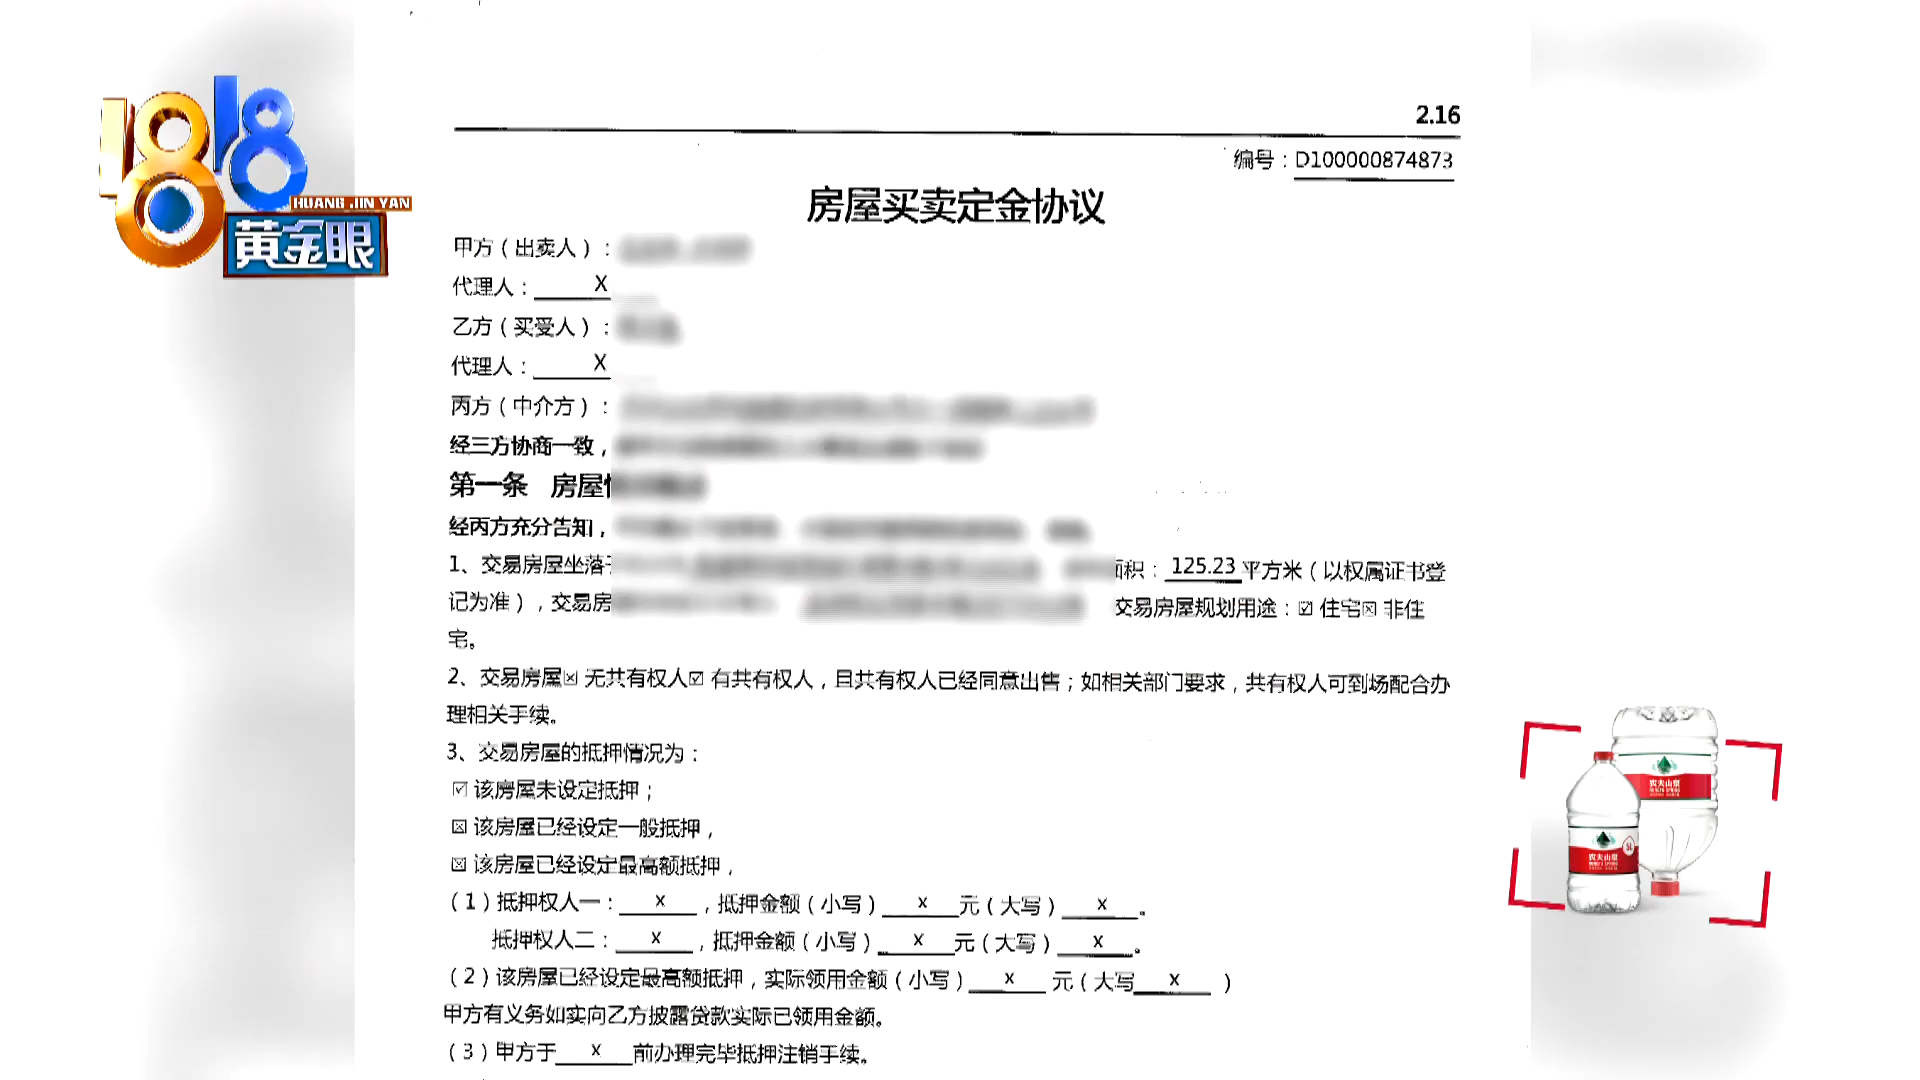 1818
HUANG JIN YAN
黄金眼
2.16
编号：D100000874873
房屋买卖定金协议
甲方（出卖人）：
代理人：X
乙方（买受人）：
代理人：X
丙方（中介方）：
经三方协商一致，
第一条 房屋
经丙方充分告知，
1、交易房屋坐落 面积：125.23平方米（以权属证书登
记为准），交易房 交易房屋规划用途：☑ 住宅☒ 非住
宅。
2、交易房屋☒ 无共有权人☑ 有共有权人，且共有权人已经同意出售；如相关部门要求，共有权人可到场配合办
理相关手续。
3、交易房屋的抵押情况为：
☑ 该房屋未设定抵押；
☒ 该房屋已经设定一般抵押，
☒ 该房屋已经设定最高额抵押，
（1）抵押权人一：x，抵押金额（小写）x元（大写）x。
抵押权人二：x，抵押金额（小写）x元（大写）x。
（2）该房屋已经设定最高额抵押，实际领用金额（小写）x 元（大写x ）
甲方有义务如实向乙方披露贷款实际已领用金额。
（3）甲方于x前办理完毕抵押注销手续。
农夫山泉
农夫山泉
5L